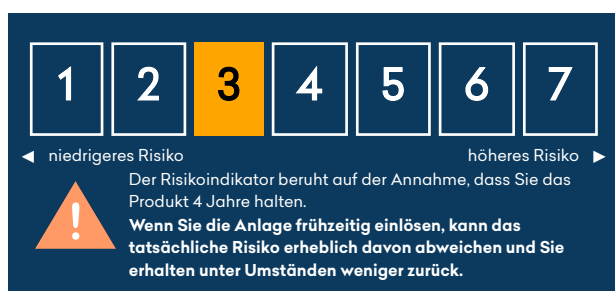 1 2 3 4 5 6 7
◄ niedrigeres Risiko höheres Risiko ►
Der Risikoindikator beruht auf der Annahme, dass Sie das
Produkt 4 Jahre halten.
!
Wenn Sie die Anlage frühzeitig einlösen, kann das
tatsächliche Risiko erheblich davon abweichen und Sie
erhalten unter Umständen weniger zurück.